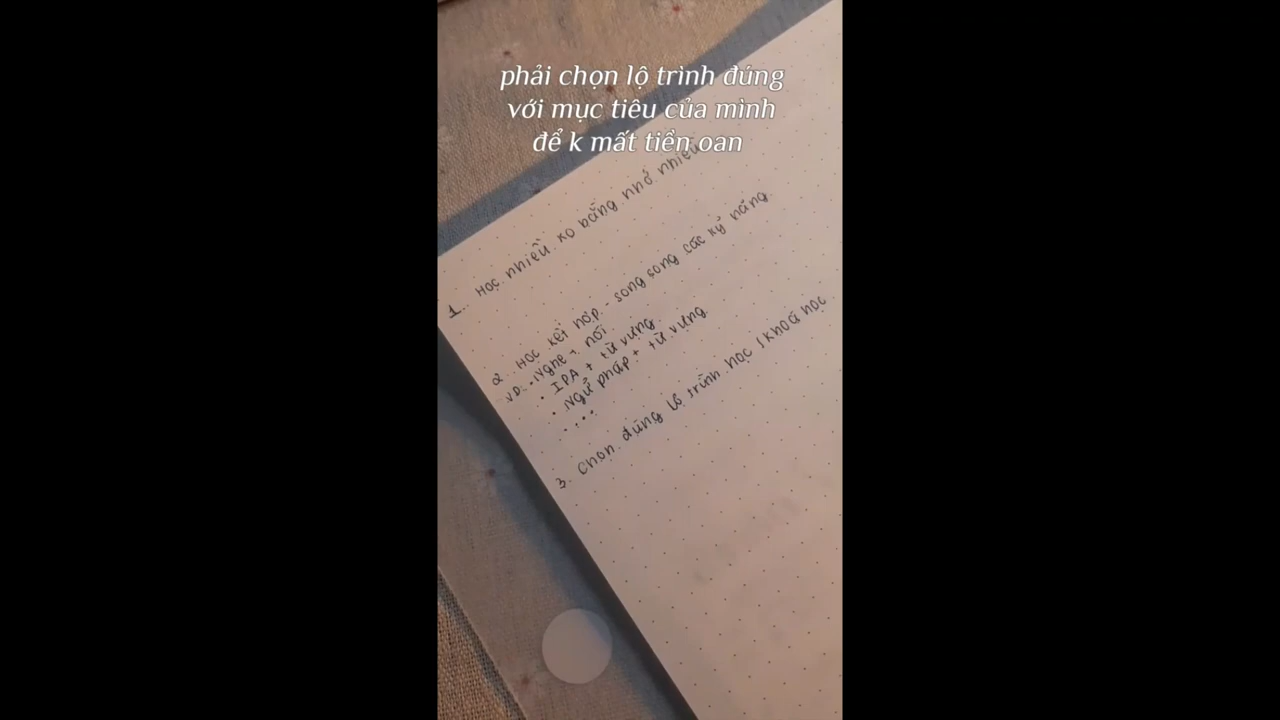 phải chọn lộ trình đúng
với mục tiêu của mình
để k mất tiền oan
1. Học nhiều ko bằng nhớ nhiều
2. Học kết hợp - song song các kỹ năng
VD: • Nghe + nói
• IPA + từ vựng
• Ngữ pháp + từ vựng
....
3. Chọn đúng lộ trình học / khoá học